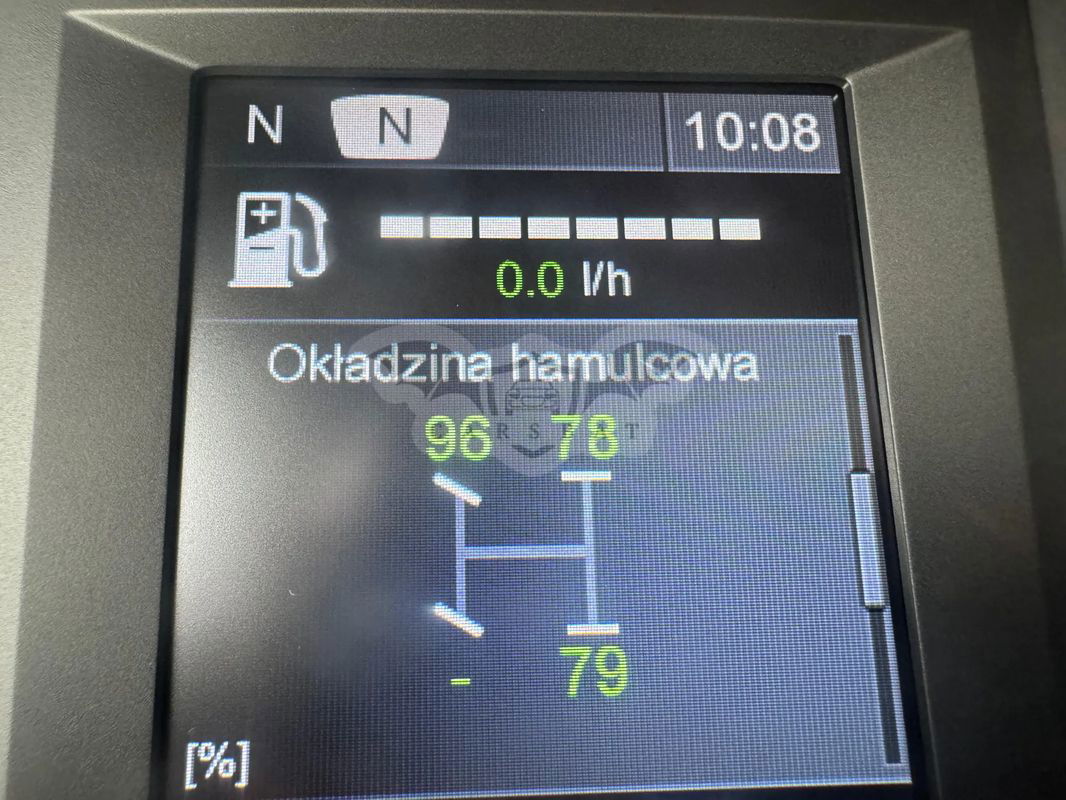 N N 10:08
0.0 l/h
Okładzina hamulcowa
96 78
- 79
[%]